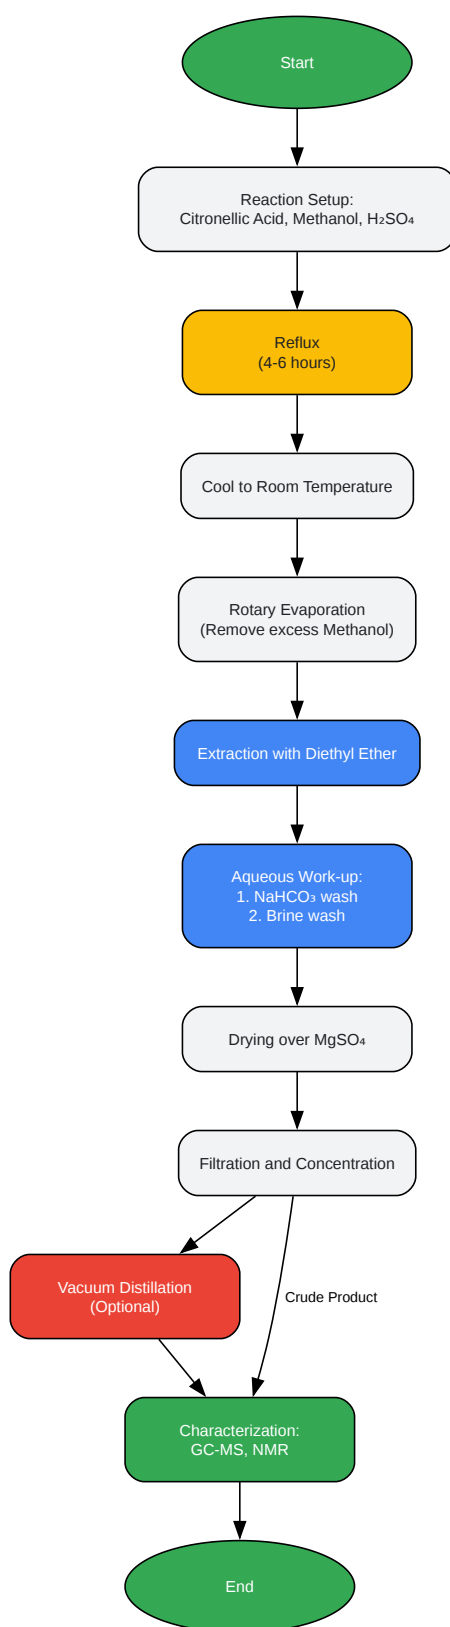 Start
Reaction Setup:
Citronellic Acid, Methanol, H₂SO₄
Reflux
(4-6 hours)
Cool to Room Temperature
Rotary Evaporation
(Remove excess Methanol)
Extraction with Diethyl Ether
Aqueous Work-up:
1. NaHCO₃ wash
2. Brine wash
Drying over MgSO₄
Filtration and Concentration
Vacuum Distillation
(Optional)
Crude Product
Characterization:
GC-MS, NMR
End